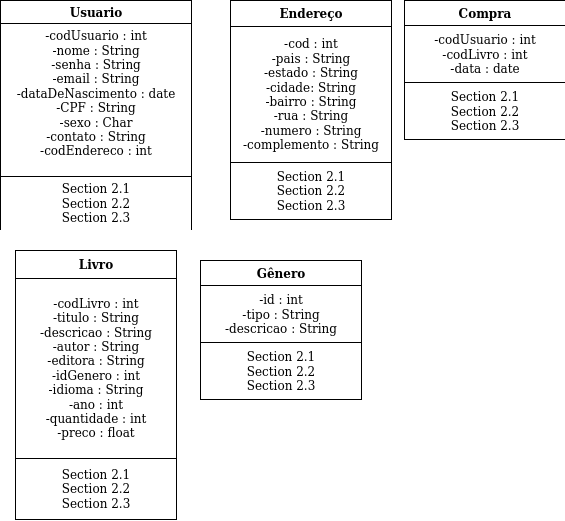 Usuario
-codUsuario : int
-nome : String
-senha : String
-email : String
-dataDeNascimento : date
-CPF : String
-sexo : Char
-contato : String
-codEndereco : int
Section 2.1
Section 2.2
Section 2.3
Endereço
-cod : int
-pais : String
-estado : String
-cidade: String
-bairro : String
-rua : String
-numero : String
-complemento : String
Section 2.1
Section 2.2
Section 2.3
Compra
-codUsuario : int
-codLivro : int
-data : date
Section 2.1
Section 2.2
Section 2.3
Livro
-codLivro : int
-titulo : String
-descricao : String
-autor : String
-editora : String
-idGenero : int
-idioma : String
-ano : int
-quantidade : int
-preco : float
Section 2.1
Section 2.2
Section 2.3
Gênero
-id : int
-tipo : String
-descricao : String
Section 2.1
Section 2.2
Section 2.3